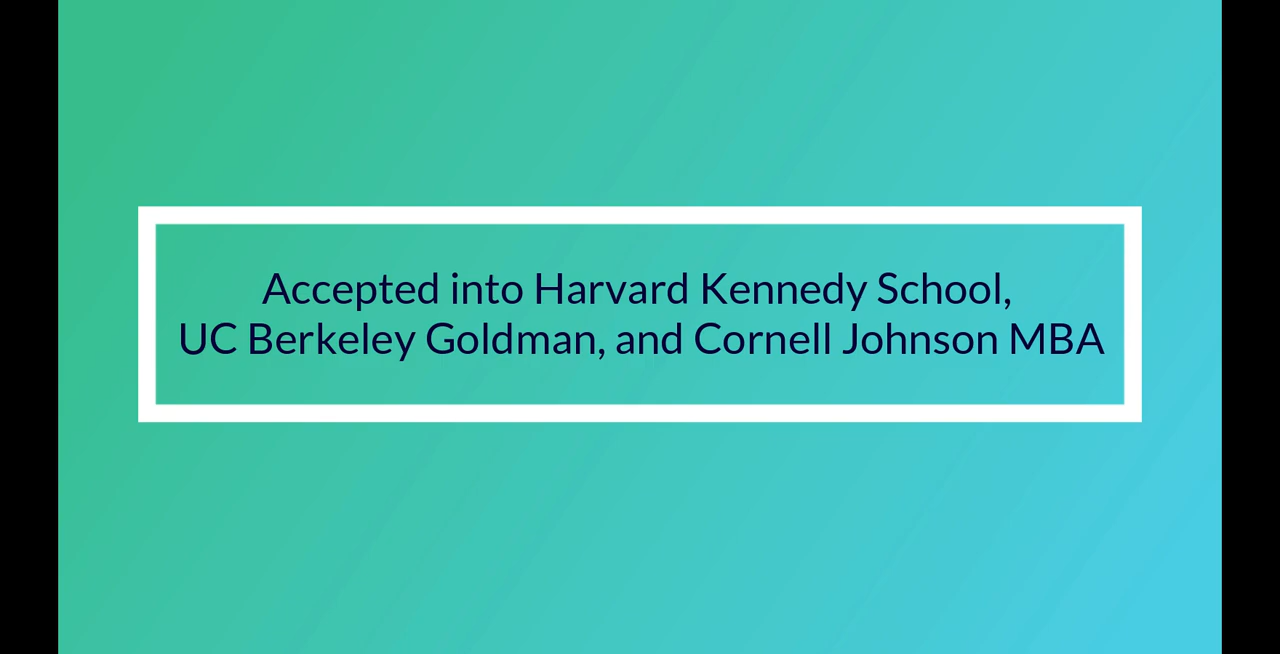 Accepted into Harvard Kennedy School,
UC Berkeley Goldman, and Cornell Johnson MBA